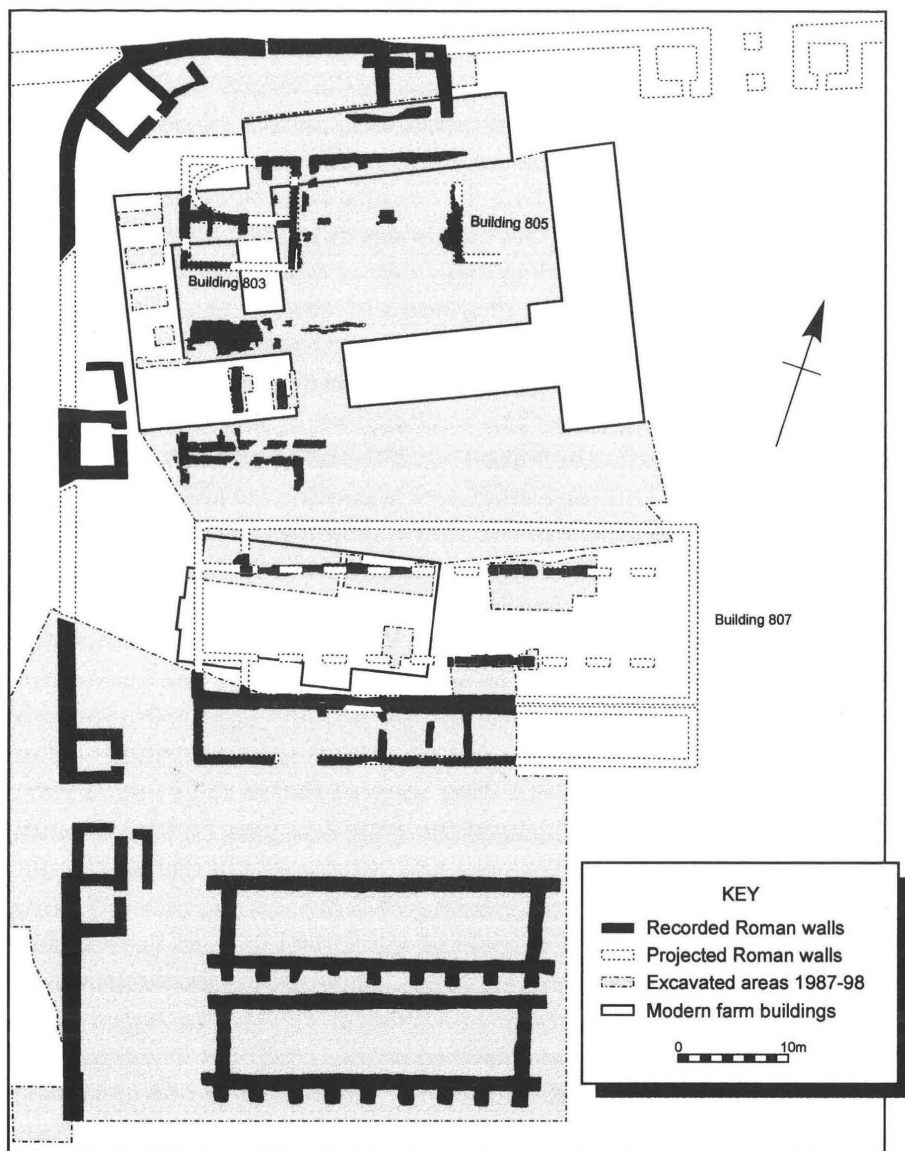 Building 805
Building 803
Building 807
KEY
Recorded Roman walls
Projected Roman walls
Excavated areas 1987-98
Modern farm buildings
0 10m